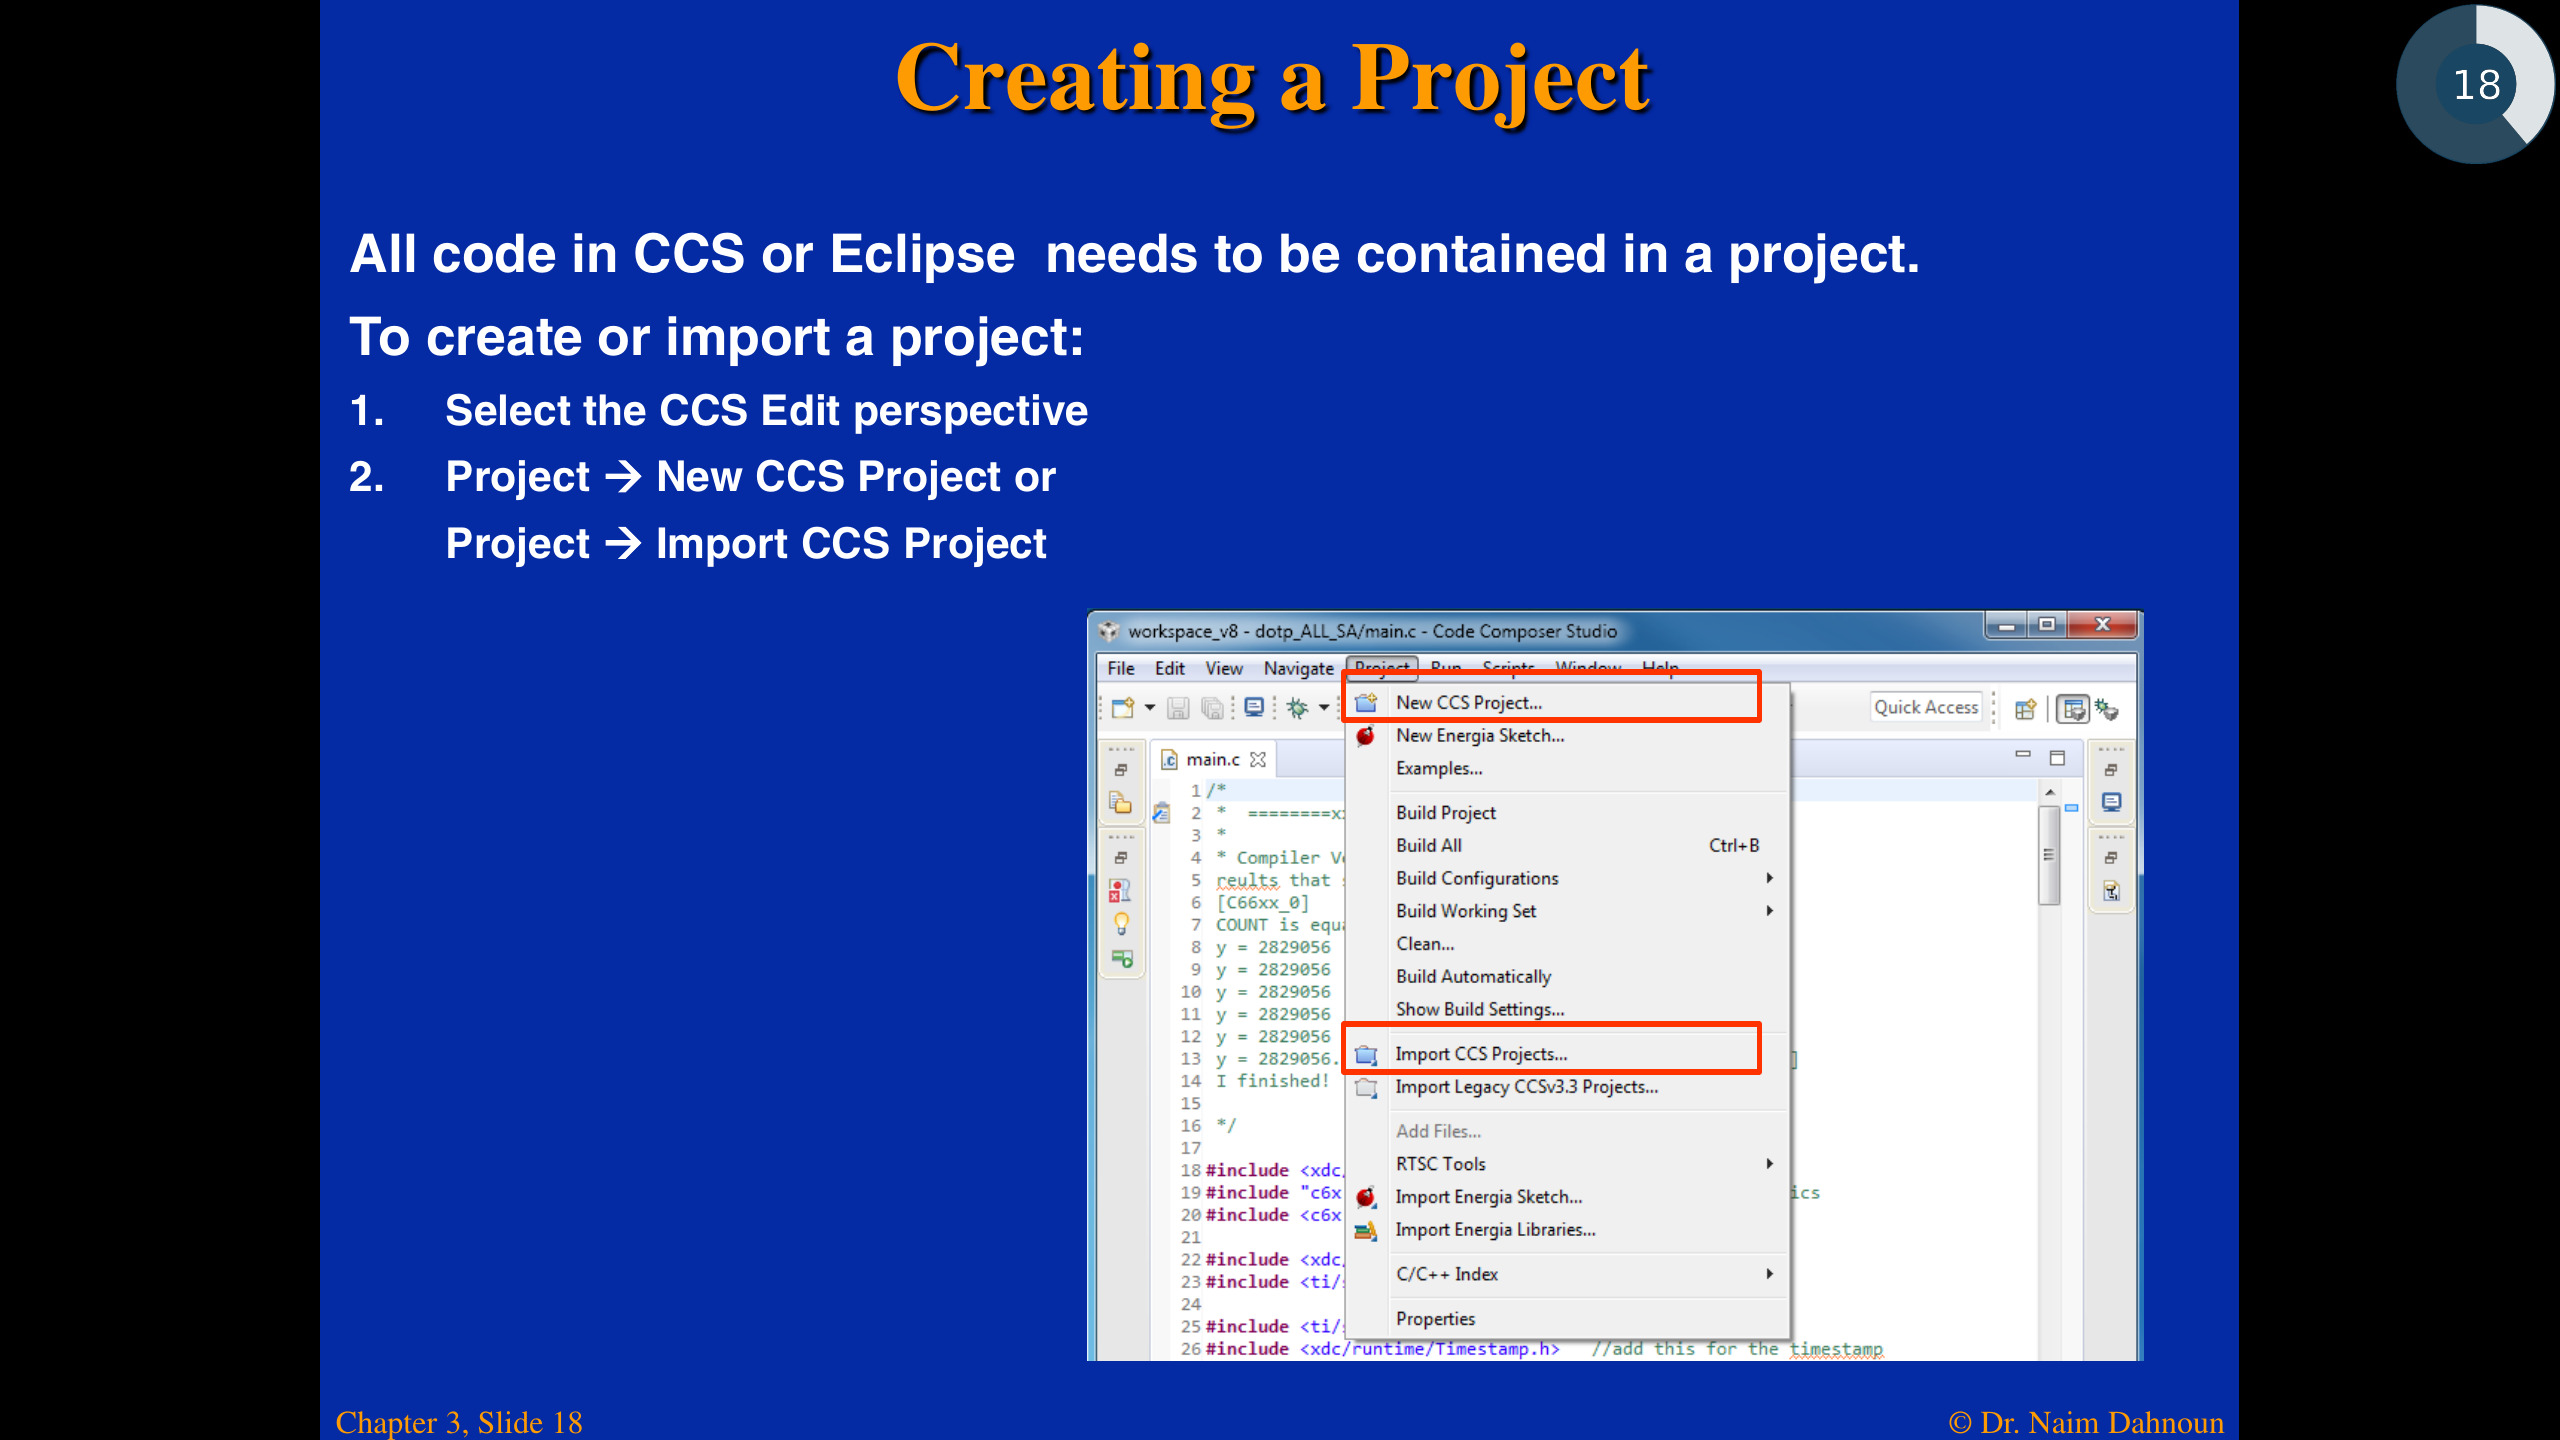 Creating a Project
18
All code in CCS or Eclipse needs to be contained in a project.
To create or import a project:
1. Select the CCS Edit perspective
2. Project → New CCS Project or
Project → Import CCS Project
workspace_v8 - dotp_ALL_SA/main.c - Code Composer Studio
File Edit View Navigate Project Run Scripts Window Help
Quick Access
New CCS Project...
New Energia Sketch...
Examples...
Build Project
Build All Ctrl+B
Build Configurations
Build Working Set
Clean...
Build Automatically
Show Build Settings...
Import CCS Projects...
Import Legacy CCSv3.3 Projects...
Add Files...
RTSC Tools
Import Energia Sketch...
Import Energia Libraries...
C/C++ Index
Properties
main.c
1 /*
2 * ========x
3 *
4 * Compiler
5 reults that
6 [C66xx_0]
7 COUNT is equ
8 y = 2829056
9 y = 2829056
10 y = 2829056
11 y = 2829056
12 y = 2829056
13 y = 2829056. ]
14 I finished!
15
16 */
17
18 #include <xdc
19 #include "c6x ics
20 #include <c6x
21
22 #include <xdc
23 #include <ti/
24
25 #include <ti/
26 #include <xdc/runtime/Timestamp.h> //add this for the timestamp
Chapter 3, Slide 18
© Dr. Naim Dahnoun